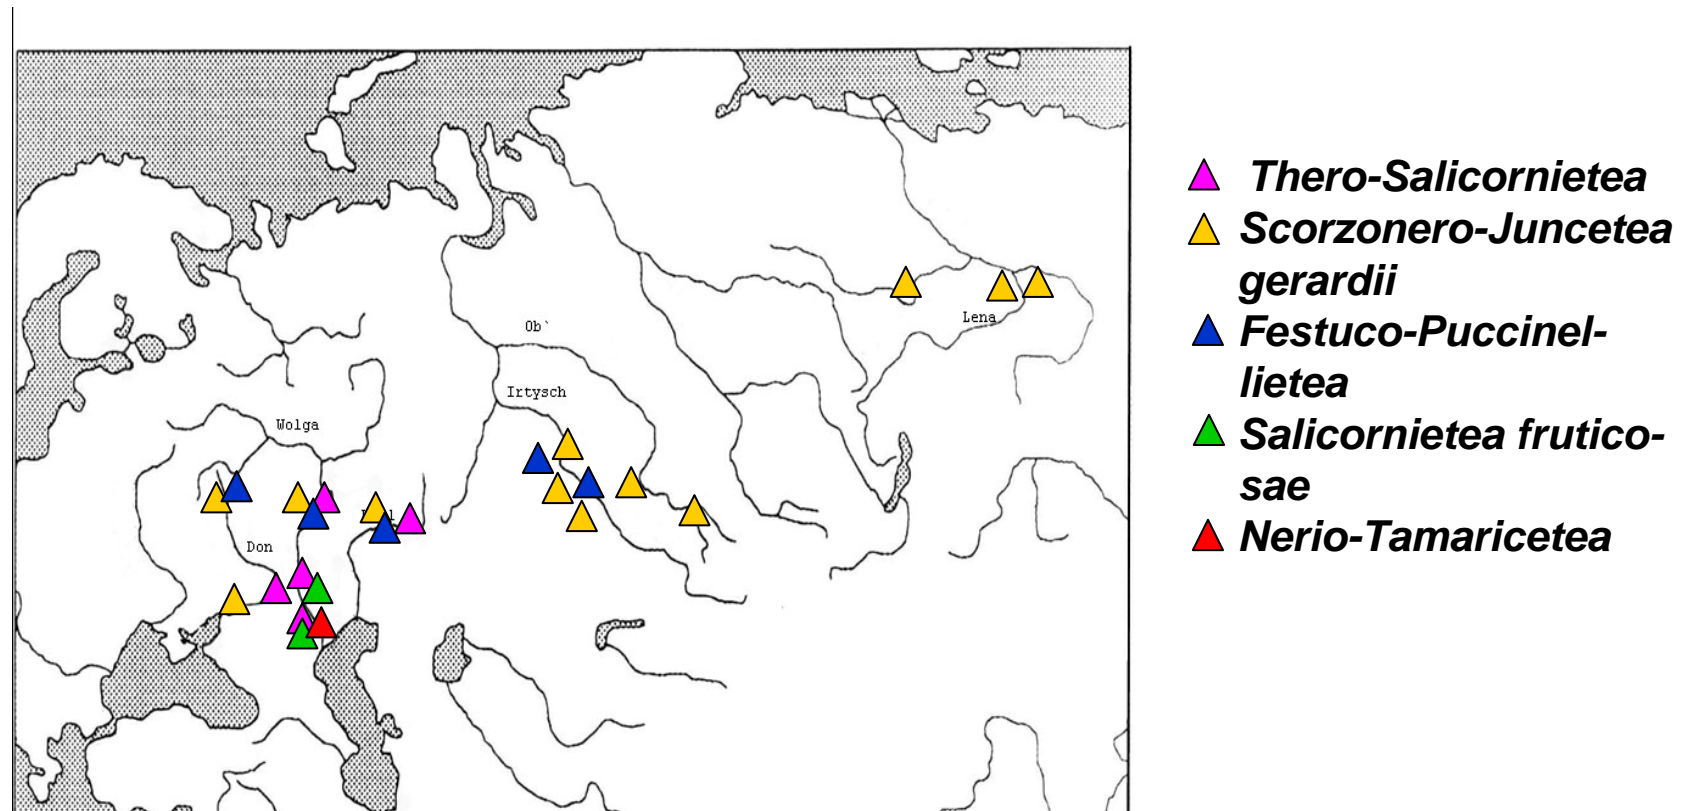 Thero-Salicornietea
Scorzonero-Juncetea
gerardii
Festuco-Puccinel-
lietea
Salicornietea frutico-
sae
Nerio-Tamaricetea
Ob`
Irtysch
Wolga
Don
Lena